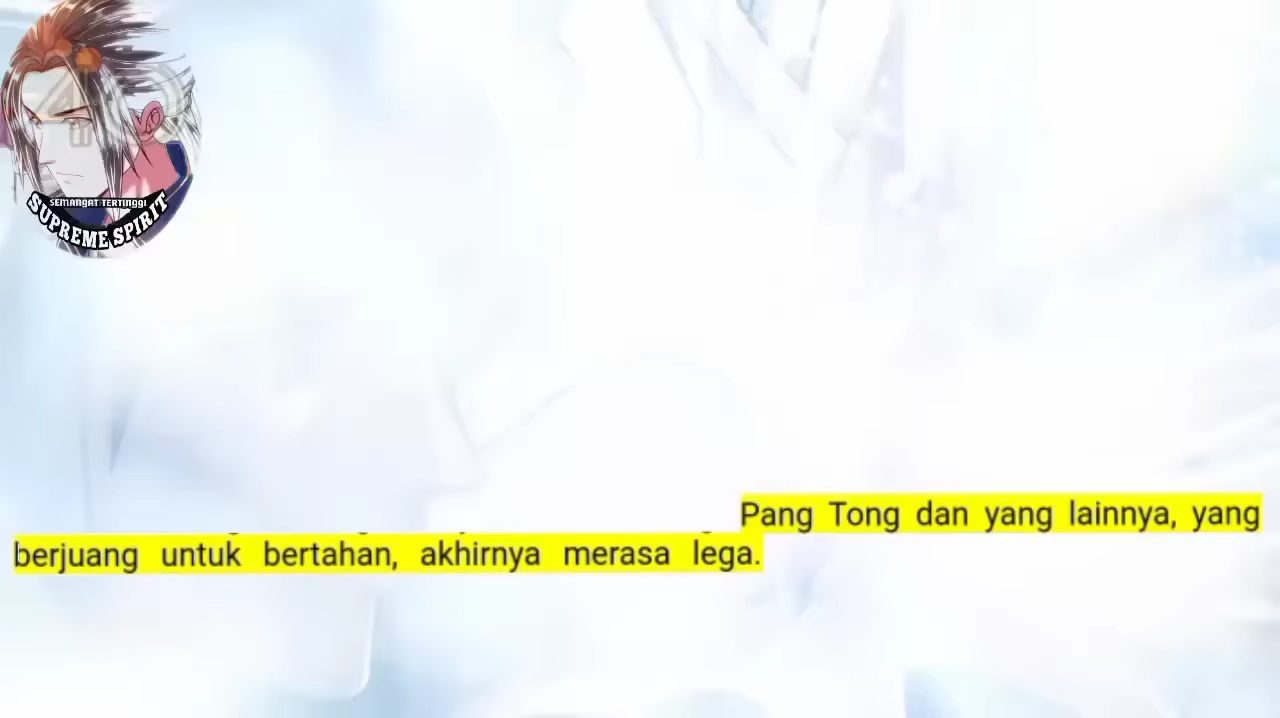 SEMANGAT TERTINGGI
SUPREME SPIRIT
Pang Tong dan yang lainnya, yang
berjuang untuk bertahan, akhirnya merasa lega.